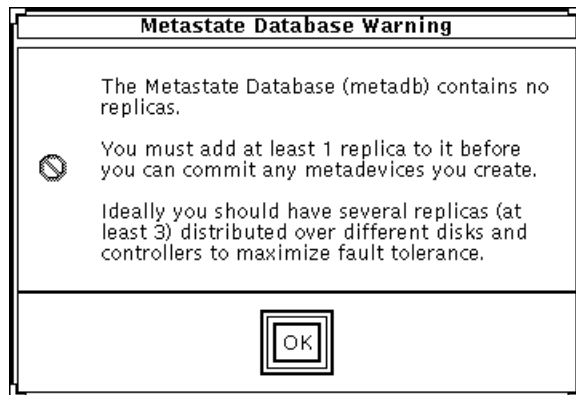 Metastate Database Warning
The Metastate Database (metadb) contains no
replicas.
You must add at least 1 replica to it before
you can commit any metadevices you create.
Ideally you should have several replicas (at
least 3) distributed over different disks and
controllers to maximize fault tolerance.
OK